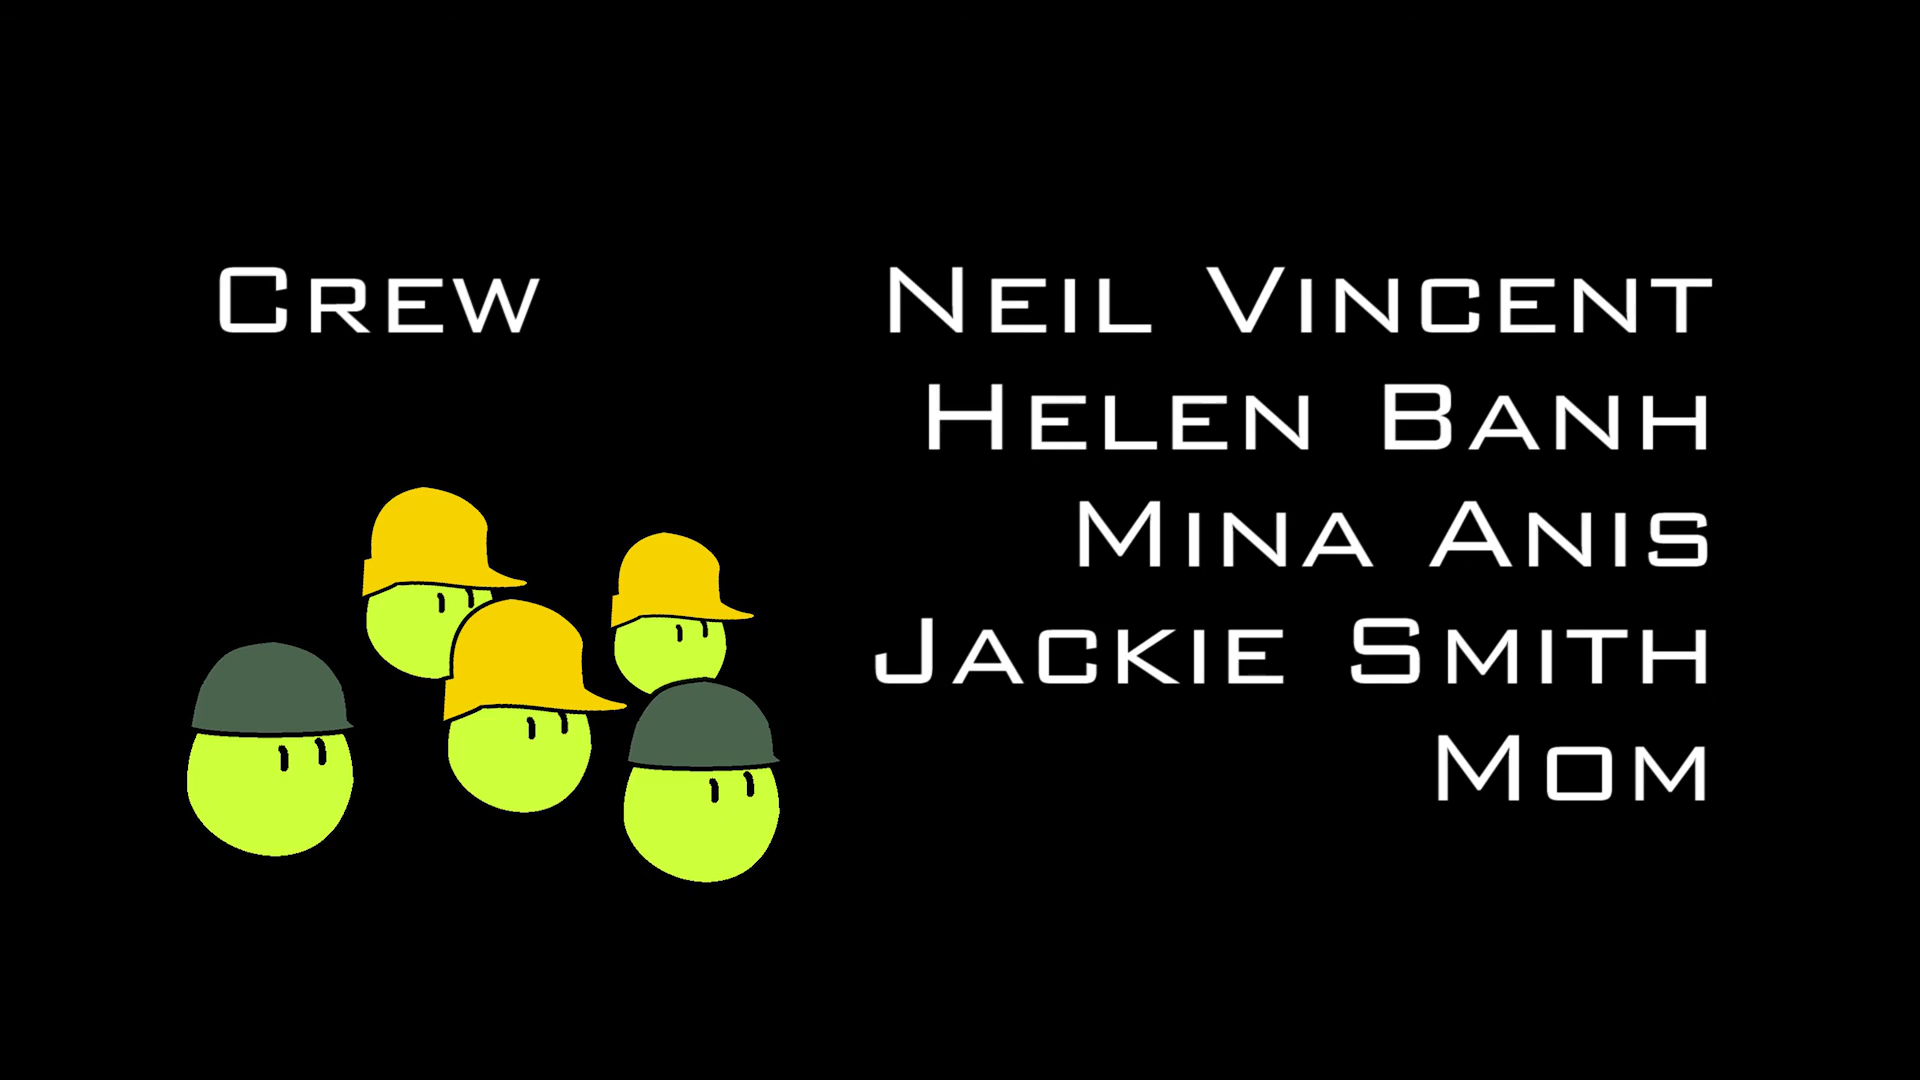 Crew
Neil Vincent
Helen Banh
Mina Anis
Jackie Smith
Mom